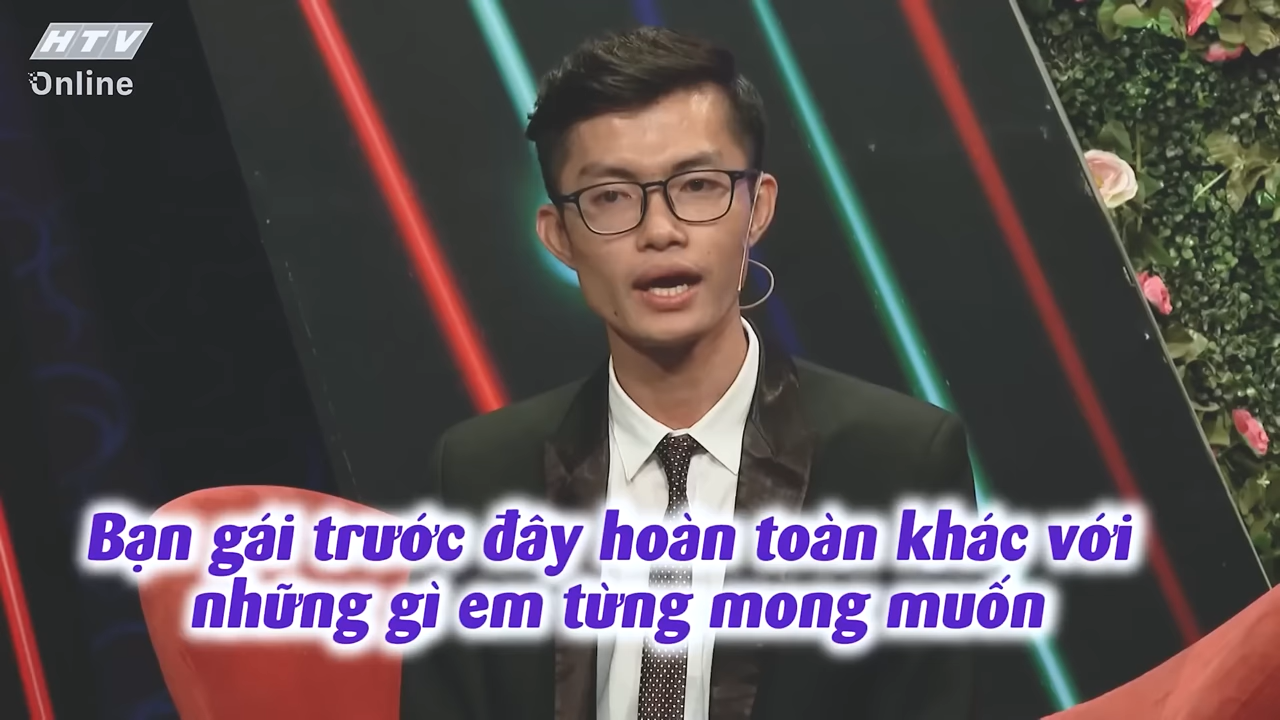 HTV
Online
Bạn gái trước đây hoàn toàn khác với
những gì em từng mong muốn